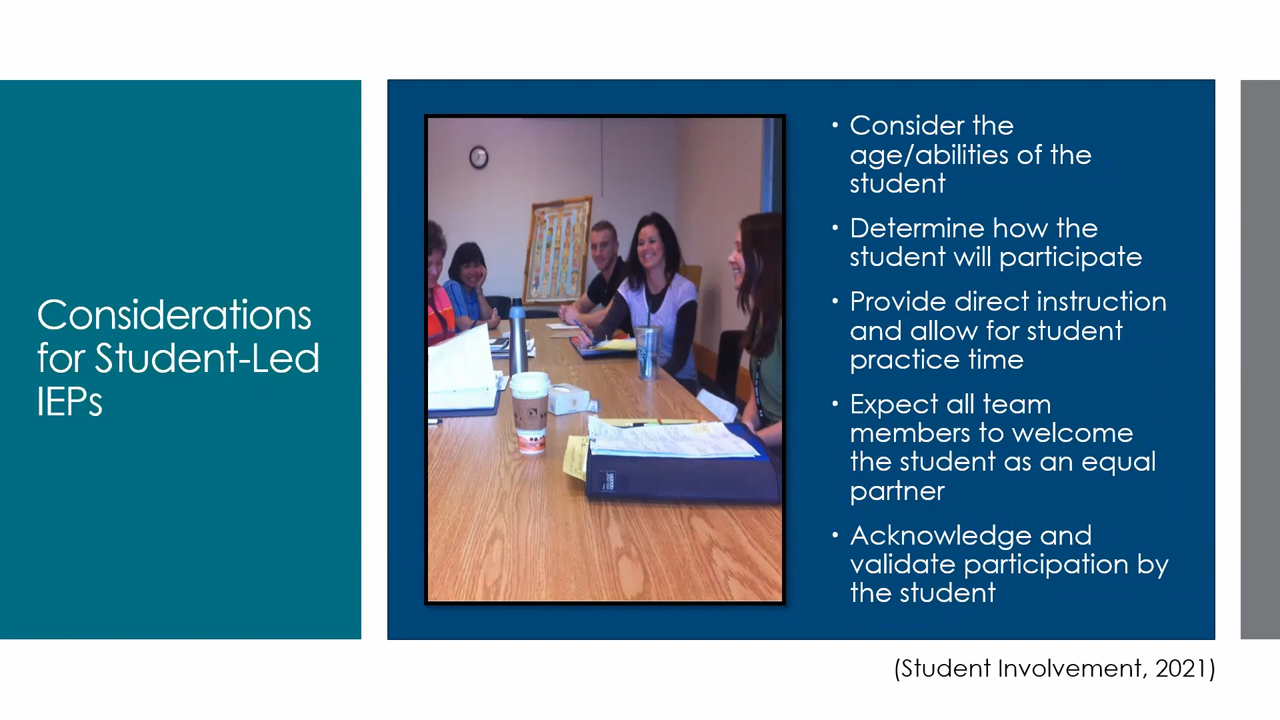 Considerations
for Student-Led
IEPs
• Consider the
age/abilities of the
student
• Determine how the
student will participate
• Provide direct instruction
and allow for student
practice time
• Expect all team
members to welcome
the student as an equal
partner
• Acknowledge and
validate participation by
the student
(Student Involvement, 2021)